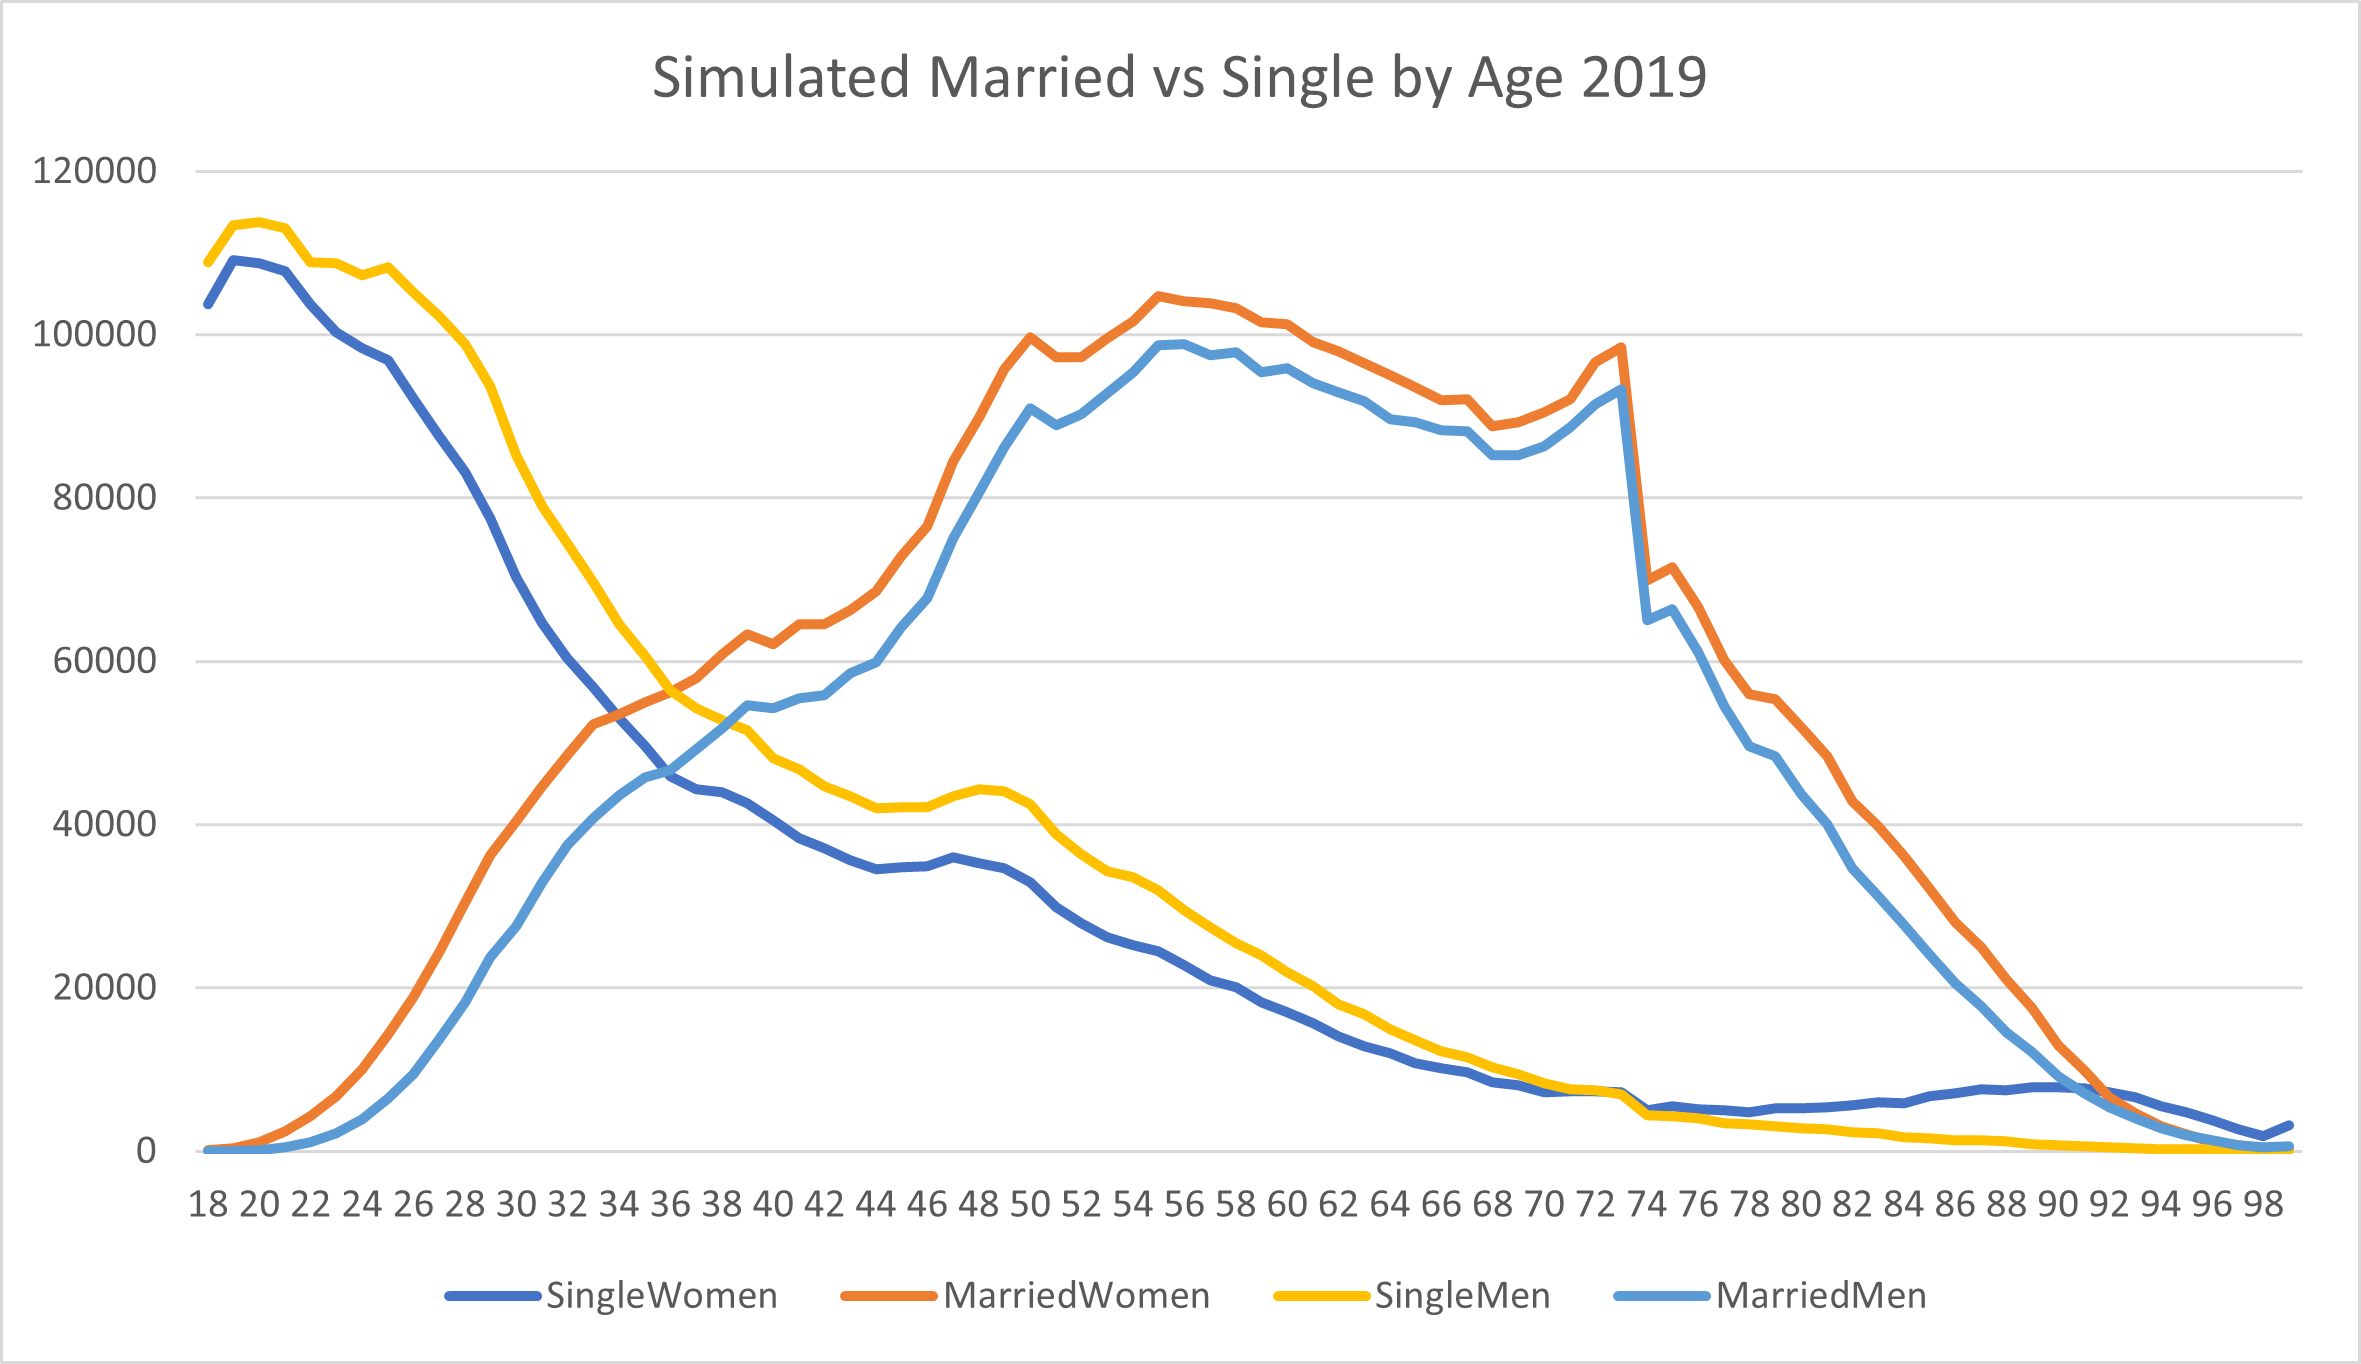 Simulated Married vs Single by Age 2019
120000
100000
80000
60000
40000
20000
0
18 20 22 24 26 28 30 32 34 36 38 40 42 44 46 48 50 52 54 56 58 60 62 64 66 68 70 72 74 76 78 80 82 84 86 88 90 92 94 96 98
SingleWomen MarriedWomen SingleMen MarriedMen